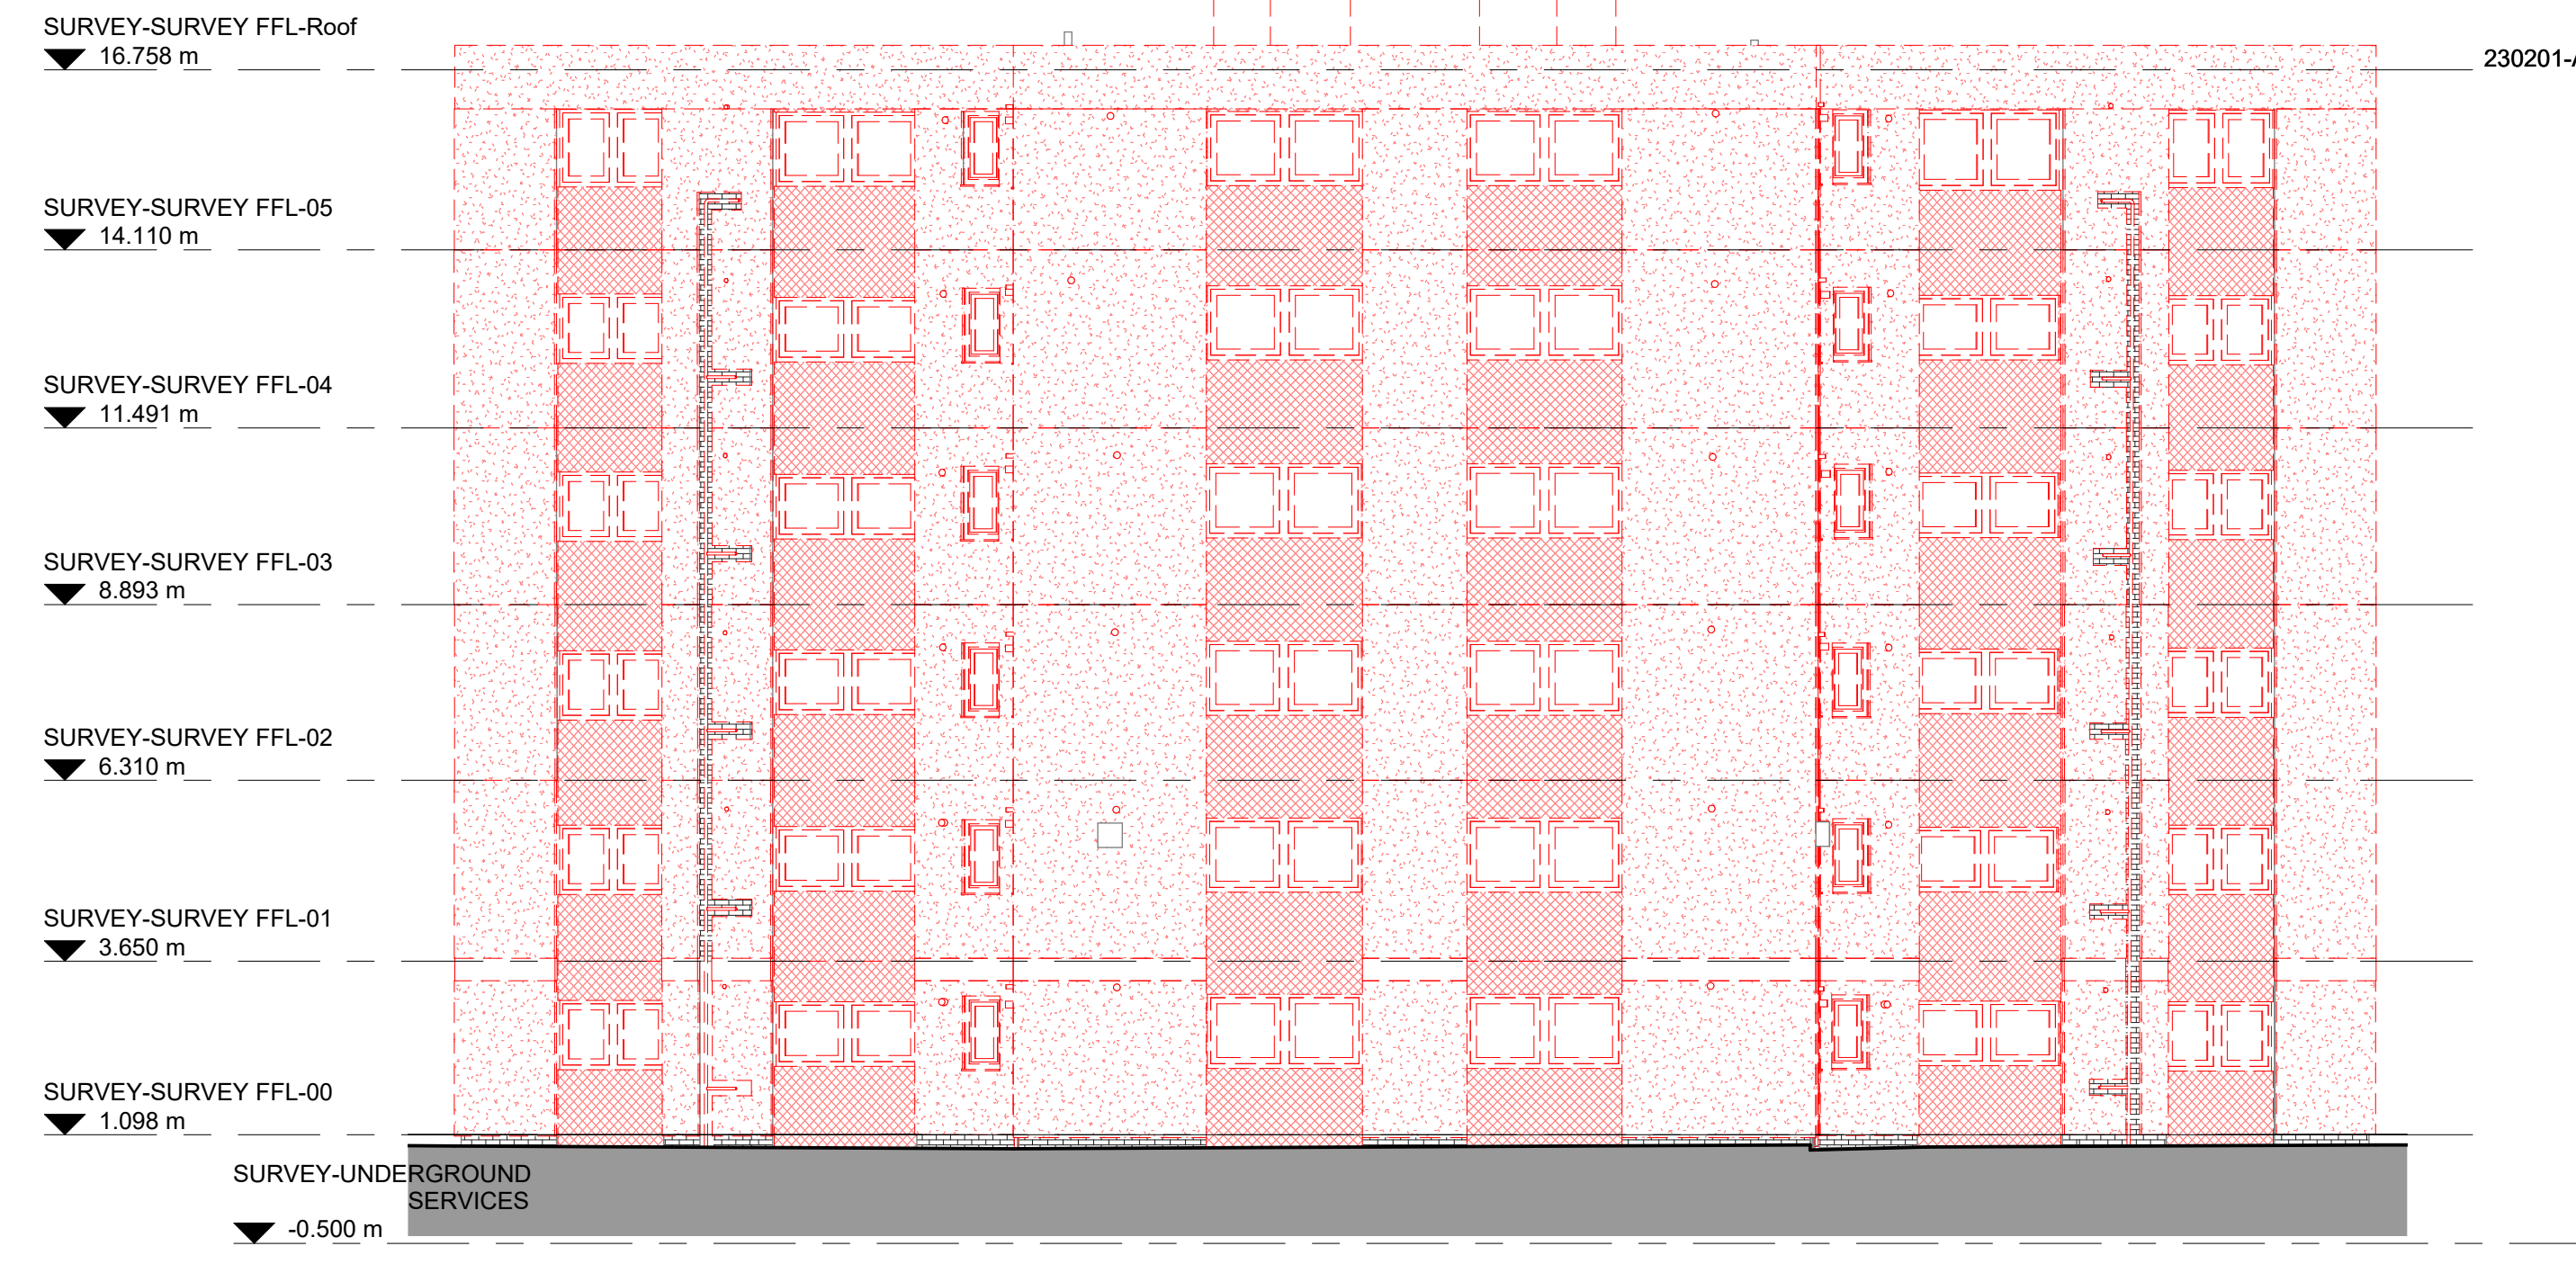 SURVEY-SURVEY FFL-Roof
16.758 m
230201-A
SURVEY-SURVEY FFL-05
14.110 m
SURVEY-SURVEY FFL-04
11.491 m
SURVEY-SURVEY FFL-03
8.893 m
SURVEY-SURVEY FFL-02
6.310 m
SURVEY-SURVEY FFL-01
3.650 m
SURVEY-SURVEY FFL-00
1.098 m
SURVEY-UNDERGROUND
SERVICES
-0.500 m